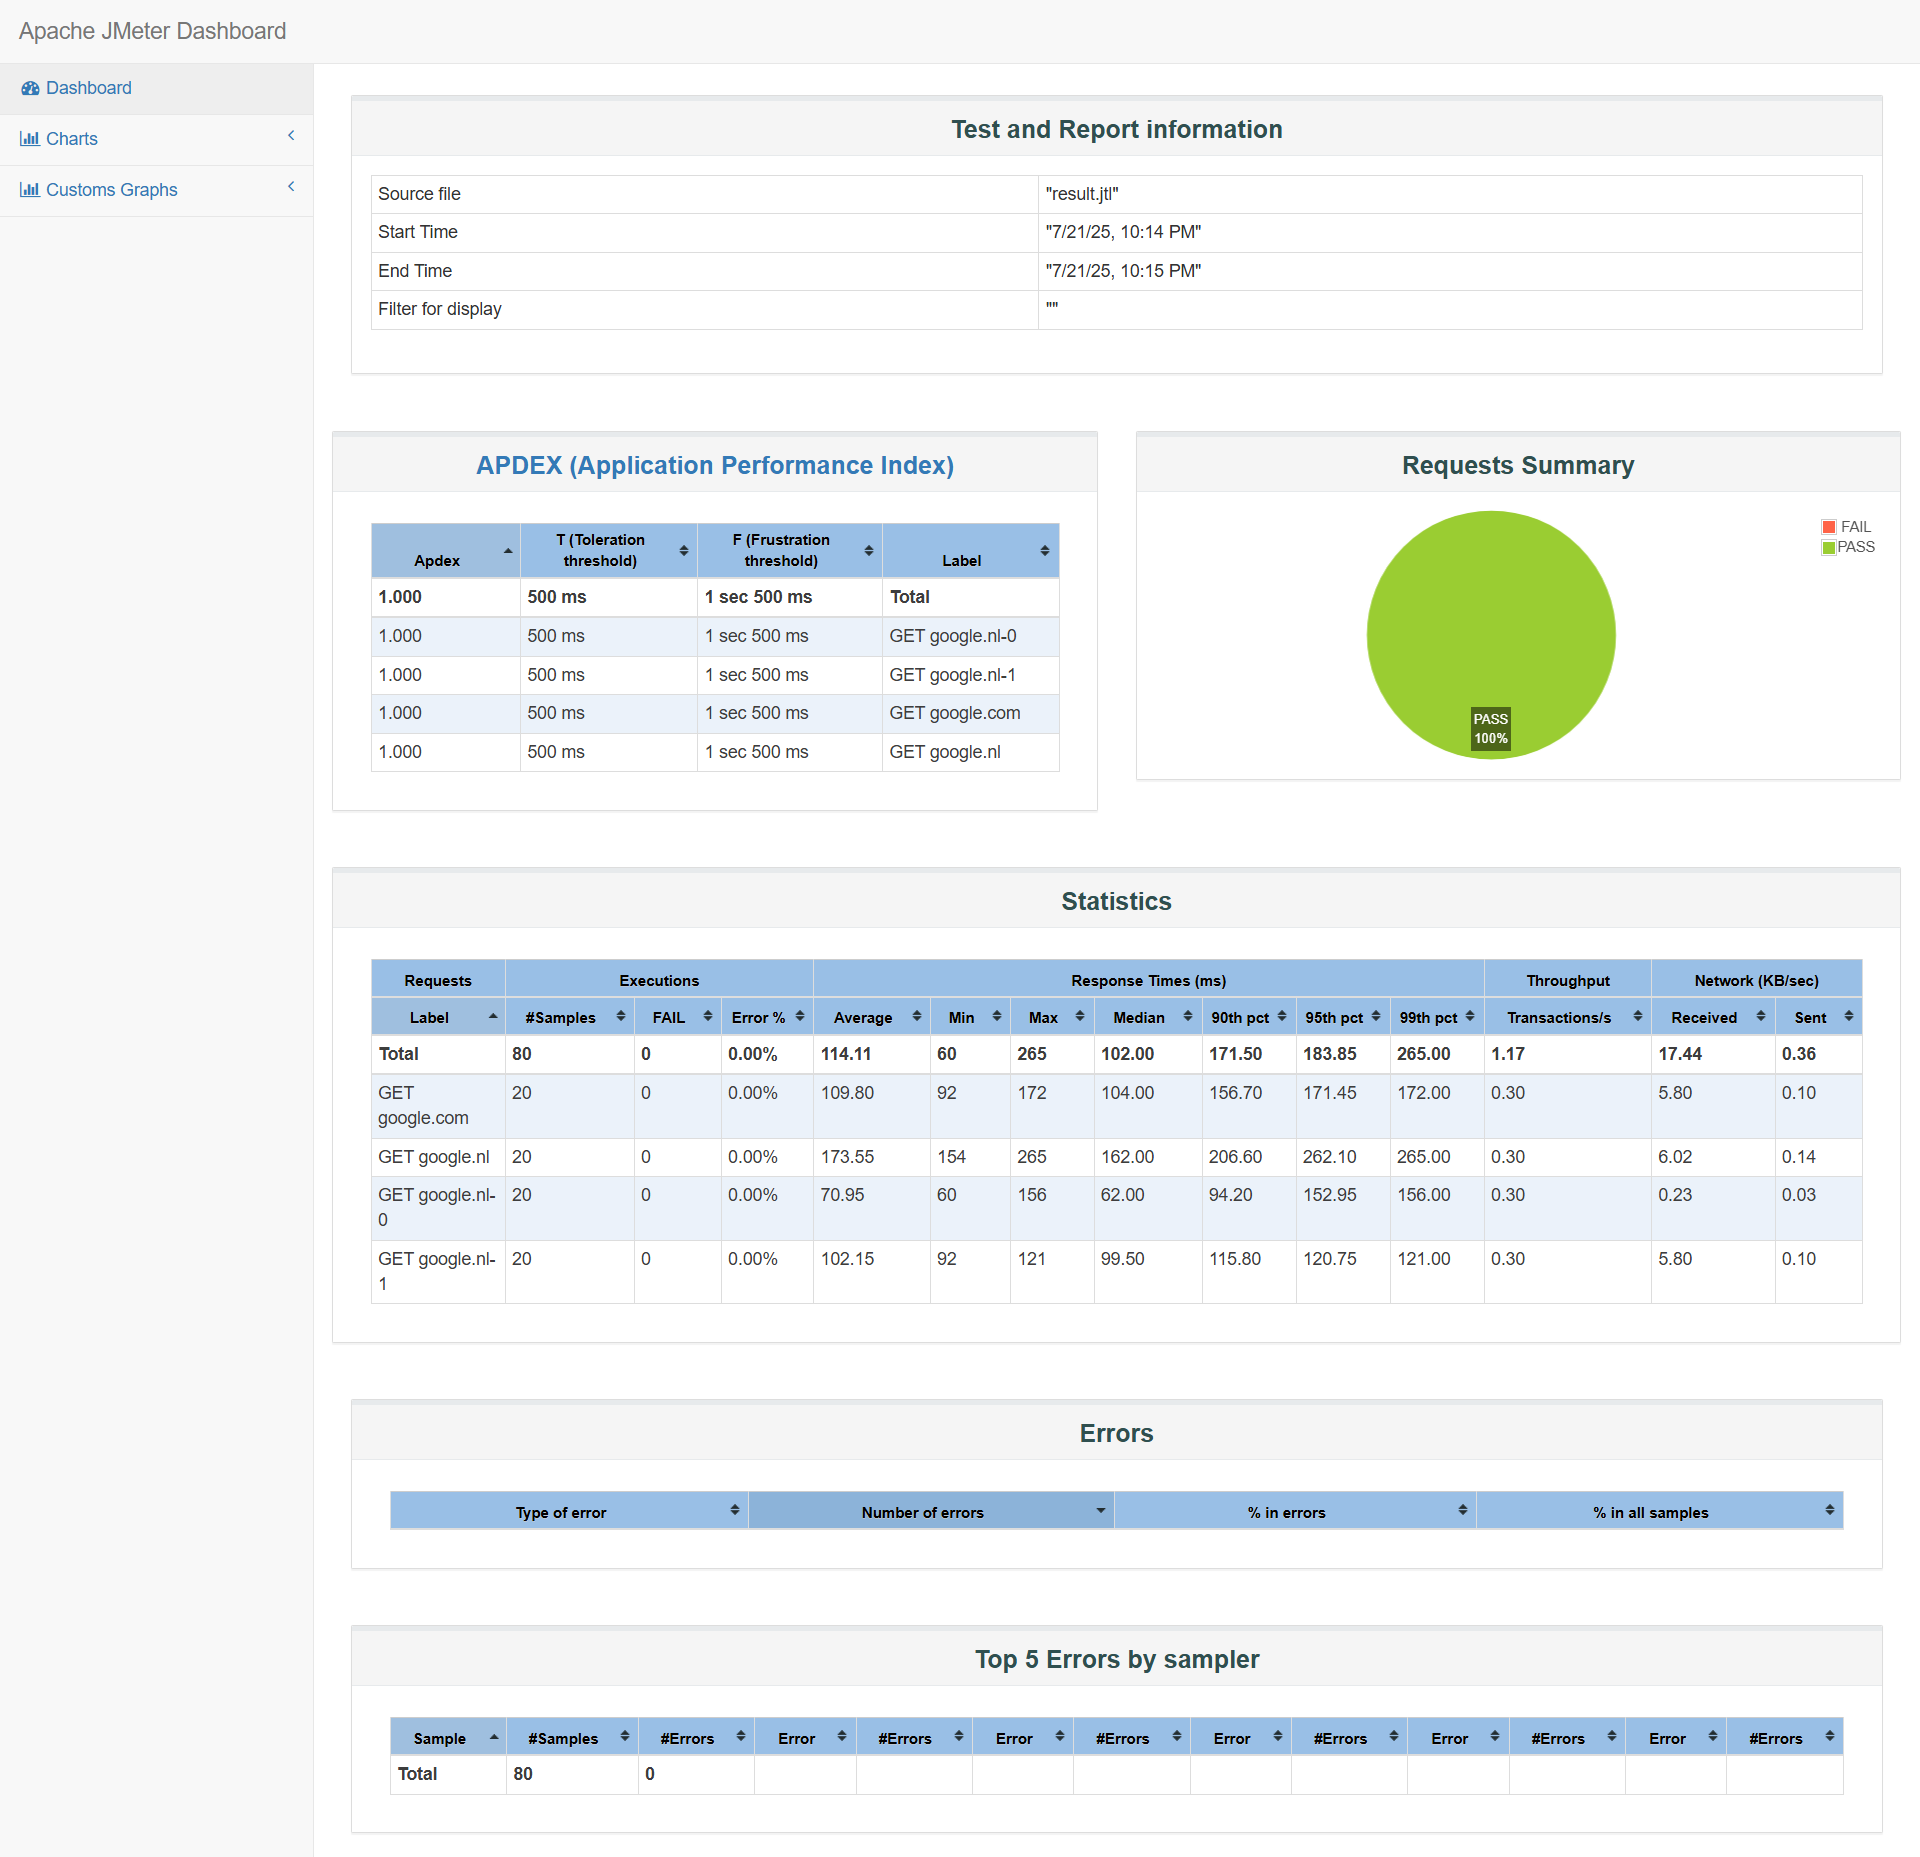 Apache JMeter Dashboard
Dashboard
Charts
Customs Graphs
Test and Report information
Source file "result.jtl"
Start Time "7/21/25, 10:14 PM"
End Time "7/21/25, 10:15 PM"
Filter for display ""
APDEX (Application Performance Index)
Apdex T (Toleration threshold) F (Frustration threshold) Label
1.000 500 ms 1 sec 500 ms Total
1.000 500 ms 1 sec 500 ms GET google.nl-0
1.000 500 ms 1 sec 500 ms GET google.nl-1
1.000 500 ms 1 sec 500 ms GET google.com
1.000 500 ms 1 sec 500 ms GET google.nl
Requests Summary
FAIL
PASS
PASS
100%
Statistics
Requests Executions Response Times (ms) Throughput Network (KB/sec)
Label #Samples FAIL Error % Average Min Max Median 90th pct 95th pct 99th pct Transactions/s Received Sent
Total 80 0 0.00% 114.11 60 265 102.00 171.50 183.85 265.00 1.17 17.44 0.36
GET google.com 20 0 0.00% 109.80 92 172 104.00 156.70 171.45 172.00 0.30 5.80 0.10
GET google.nl 20 0 0.00% 173.55 154 265 162.00 206.60 262.10 265.00 0.30 6.02 0.14
GET google.nl-0 20 0 0.00% 70.95 60 156 62.00 94.20 152.95 156.00 0.30 0.23 0.03
GET google.nl-1 20 0 0.00% 102.15 92 121 99.50 115.80 120.75 121.00 0.30 5.80 0.10
Errors
Type of error Number of errors % in errors % in all samples
Top 5 Errors by sampler
Sample #Samples #Errors Error #Errors Error #Errors Error #Errors Error #Errors Error #Errors
Total 80 0